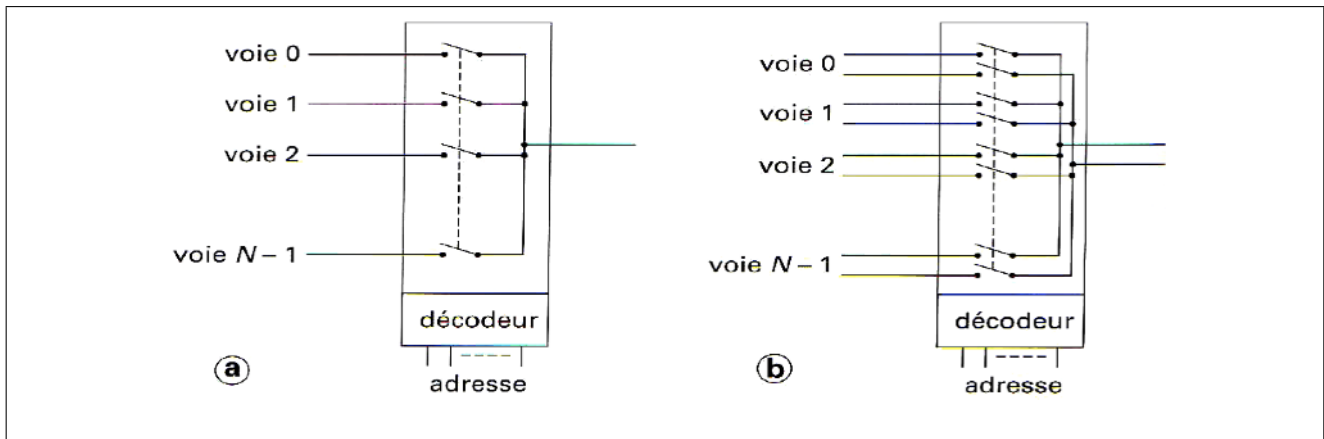 voie 0
voie 1
voie 2
voie N – 1
décodeur
adresse
a
voie 0
voie 1
voie 2
voie N – 1
décodeur
adresse
b